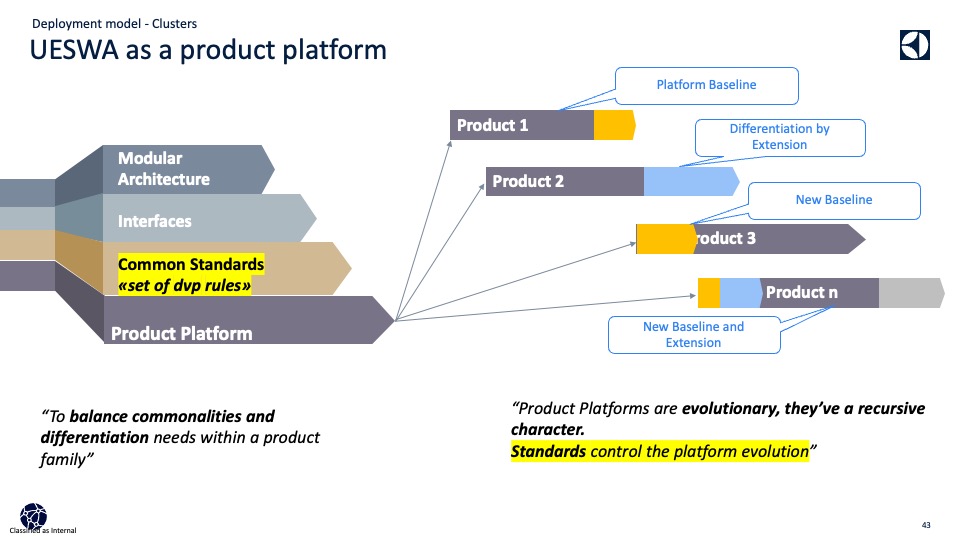 Deployment model - Clusters
UESWA as a product platform
Platform Baseline
Product 1
Differentiation by
Extension
Modular
Architecture
Product 2
New Baseline
Interfaces
roduct 3
Common Standards
«set of dvp rules»
Product n
Product Platform
New Baseline and
Extension
“To balance commonalities and
differentiation needs within a product
family”
“Product Platforms are evolutionary, they’ve a recursive
character.
Standards control the platform evolution”
Classified as Internal
43